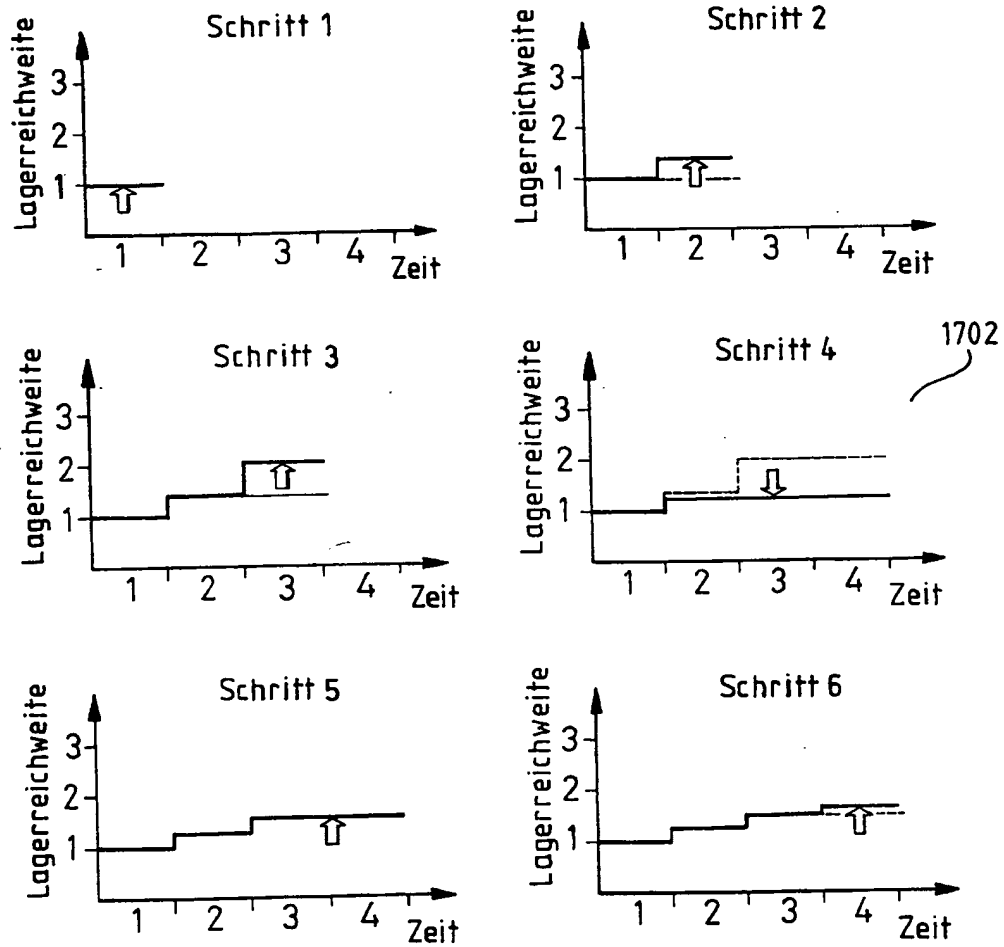 Schritt 1
Lagerreichweite
3
2
1
1 2 3 4
Zeit
Schritt 2
Lagerreichweite
3
2
1
1 2 3 4
Zeit
Schritt 3
Lagerreichweite
3
2
1
1 2 3 4
Zeit
Schritt 4
1702
Lagerreichweite
3
2
1
1 2 3 4
Zeit
Schritt 5
Lagerreichweite
3
2
1
1 2 3 4
Zeit
Schritt 6
Lagerreichweite
3
2
1
1 2 3 4
Zeit